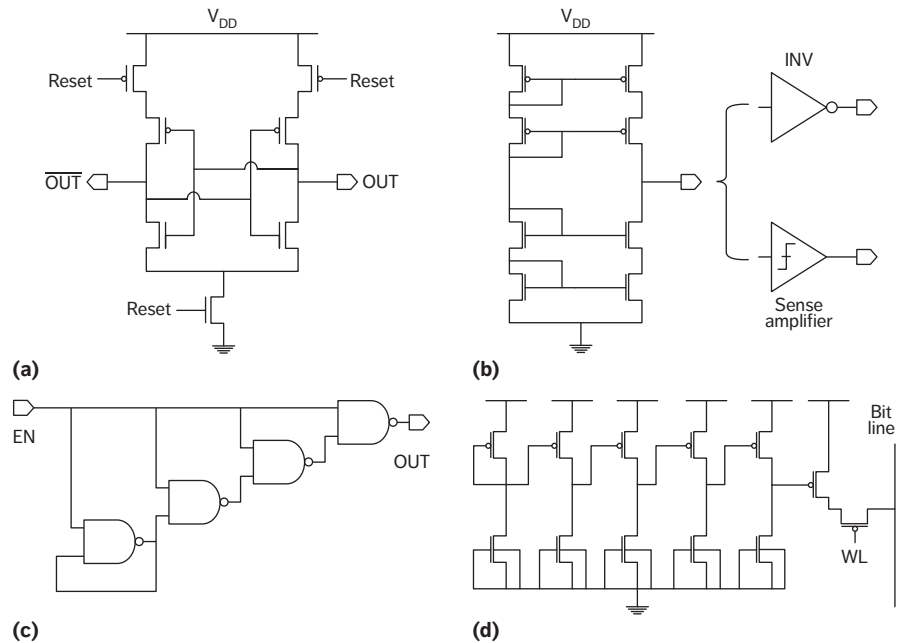 V_DD
Reset
Reset
OUT
OUT
Reset
(a)
V_DD
INV
Sense
amplifier
(b)
EN
OUT
(c)
Bit
line
WL
(d)